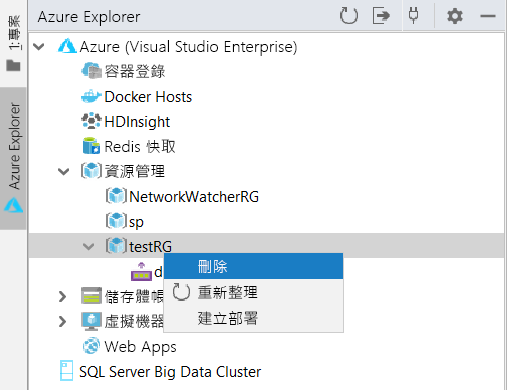 Azure Explorer
1: 專案
Azure Explorer
Azure (Visual Studio Enterprise)
容器登錄
Docker Hosts
HDInsight
Redis 快取
資源管理
NetworkWatcherRG
sp
testRG
d
刪除
重新整理
建立部署
儲存體帳
虛擬機器
Web Apps
SQL Server Big Data Cluster